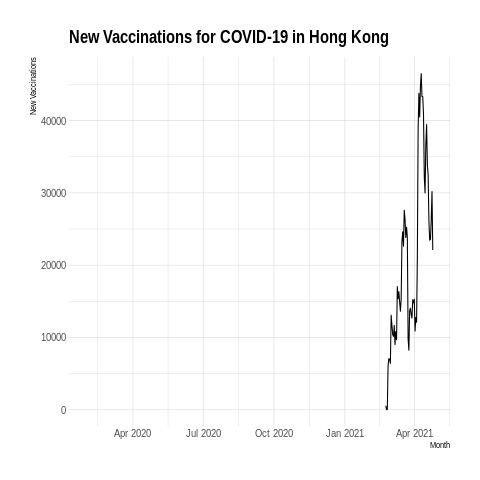 New Vaccinations for COVID-19 in Hong Kong
New Vaccinations
40000
30000
20000
10000
0
Apr 2020 Jul 2020 Oct 2020 Jan 2021 Apr 2021
Month